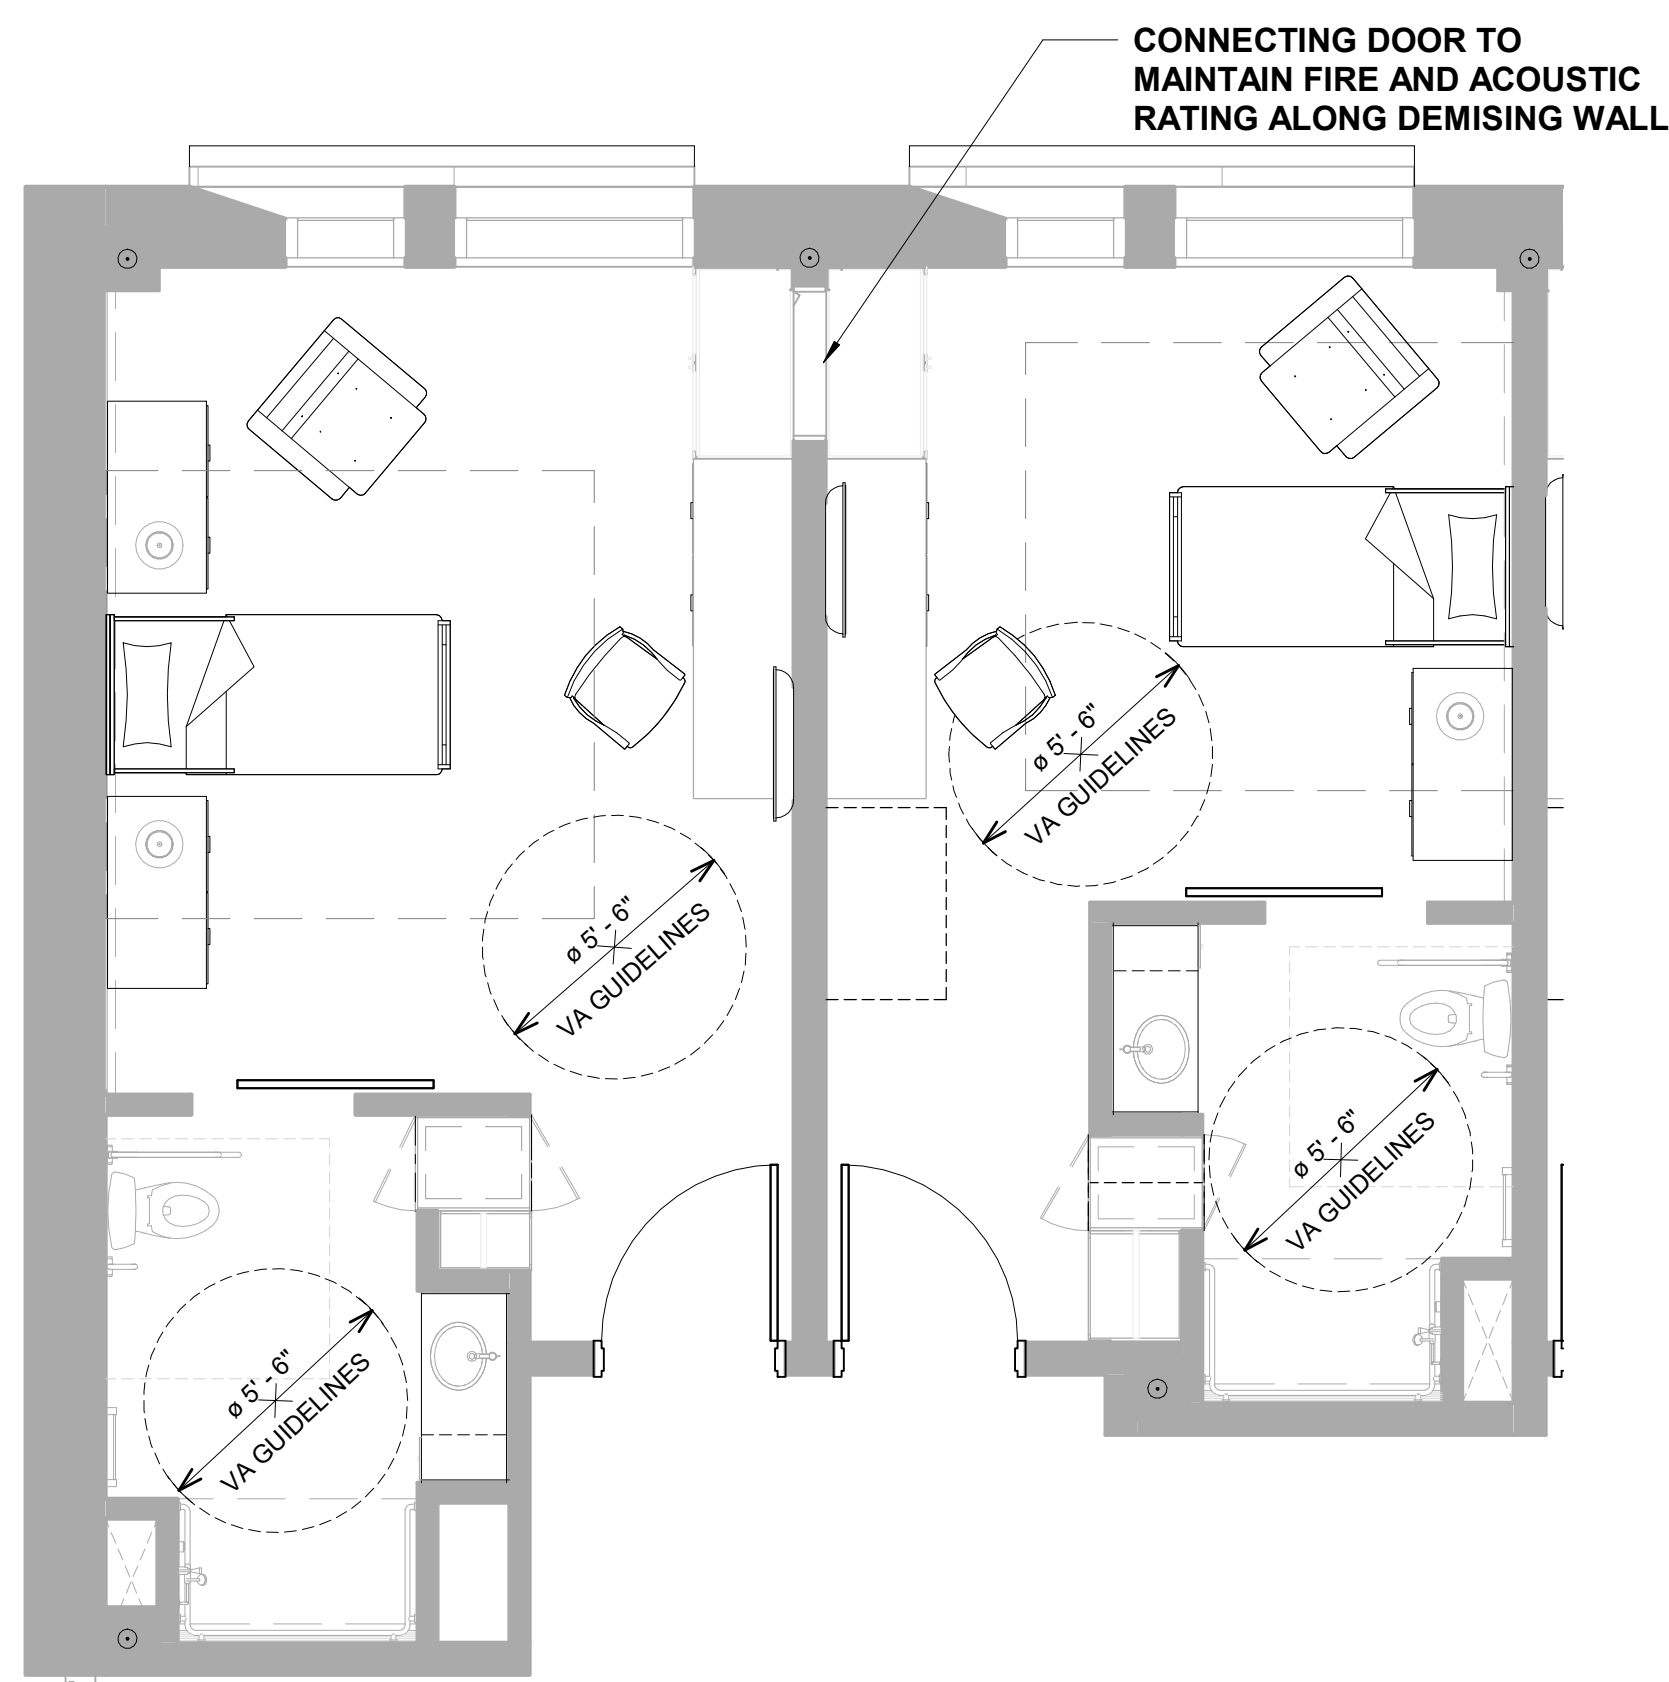 CONNECTING DOOR TO
MAINTAIN FIRE AND ACOUSTIC
RATING ALONG DEMISING WALL
ø 5' - 6"
VA GUIDELINES
ø 5' - 6"
VA GUIDELINES
ø 5' - 6"
VA GUIDELINES
ø 5' - 6"
VA GUIDELINES